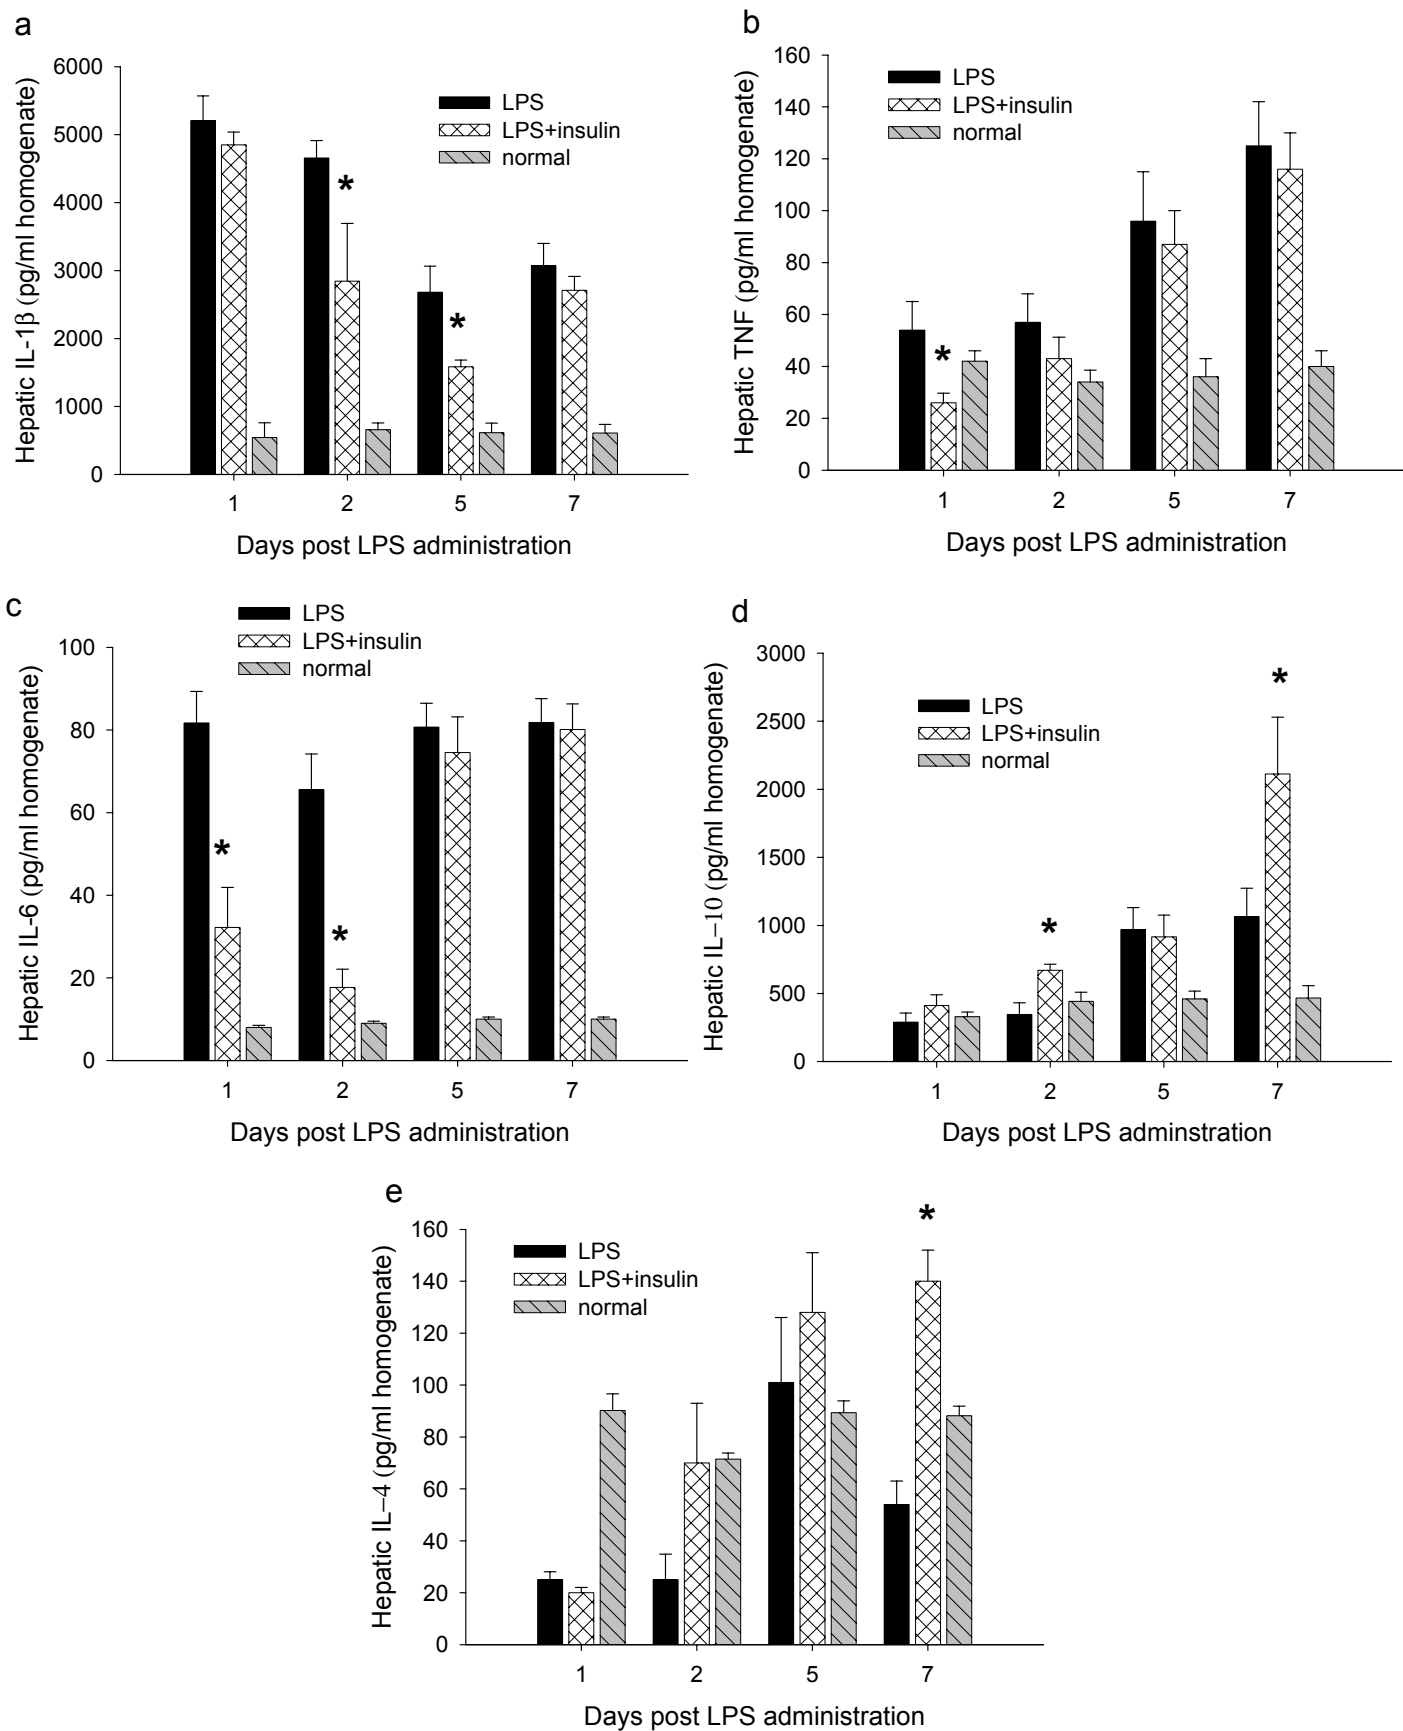 a
Hepatic IL-1β (pg/ml homogenate)
6000
5000
4000
3000
2000
1000
0
LPS
LPS+insulin
normal
*
*
1 2 5 7
Days post LPS administration
b
Hepatic TNF (pg/ml homogenate)
160
140
120
100
80
60
40
20
0
LPS
LPS+insulin
normal
*
1 2 5 7
Days post LPS administration
c
Hepatic IL-6 (pg/ml homogenate)
LPS
LPS+insulin
normal
100
80
60
40
20
0
*
*
1 2 5 7
Days post LPS administration
d
Hepatic IL−10 (pg/ml homogenate)
3000
2500
2000
1500
1000
500
0
LPS
LPS+insulin
normal
*
*
1 2 5 7
Days post LPS adminstration
e
Hepatic IL−4 (pg/ml homogenate)
160
140
120
100
80
60
40
20
0
LPS
LPS+insulin
normal
*
1 2 5 7
Days post LPS administration